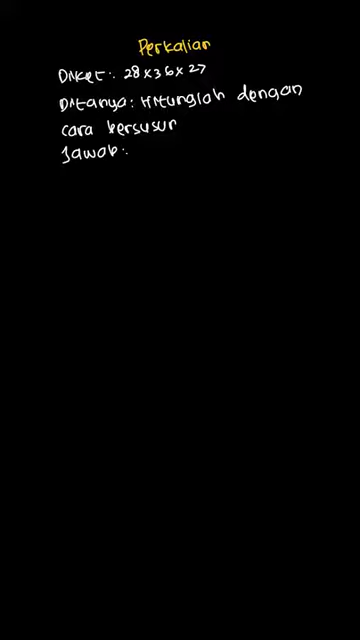 Perkalian
Diket: 28 x 36 x 27
Ditanya: Hitunglah dengan
cara bersusun
Jawab: